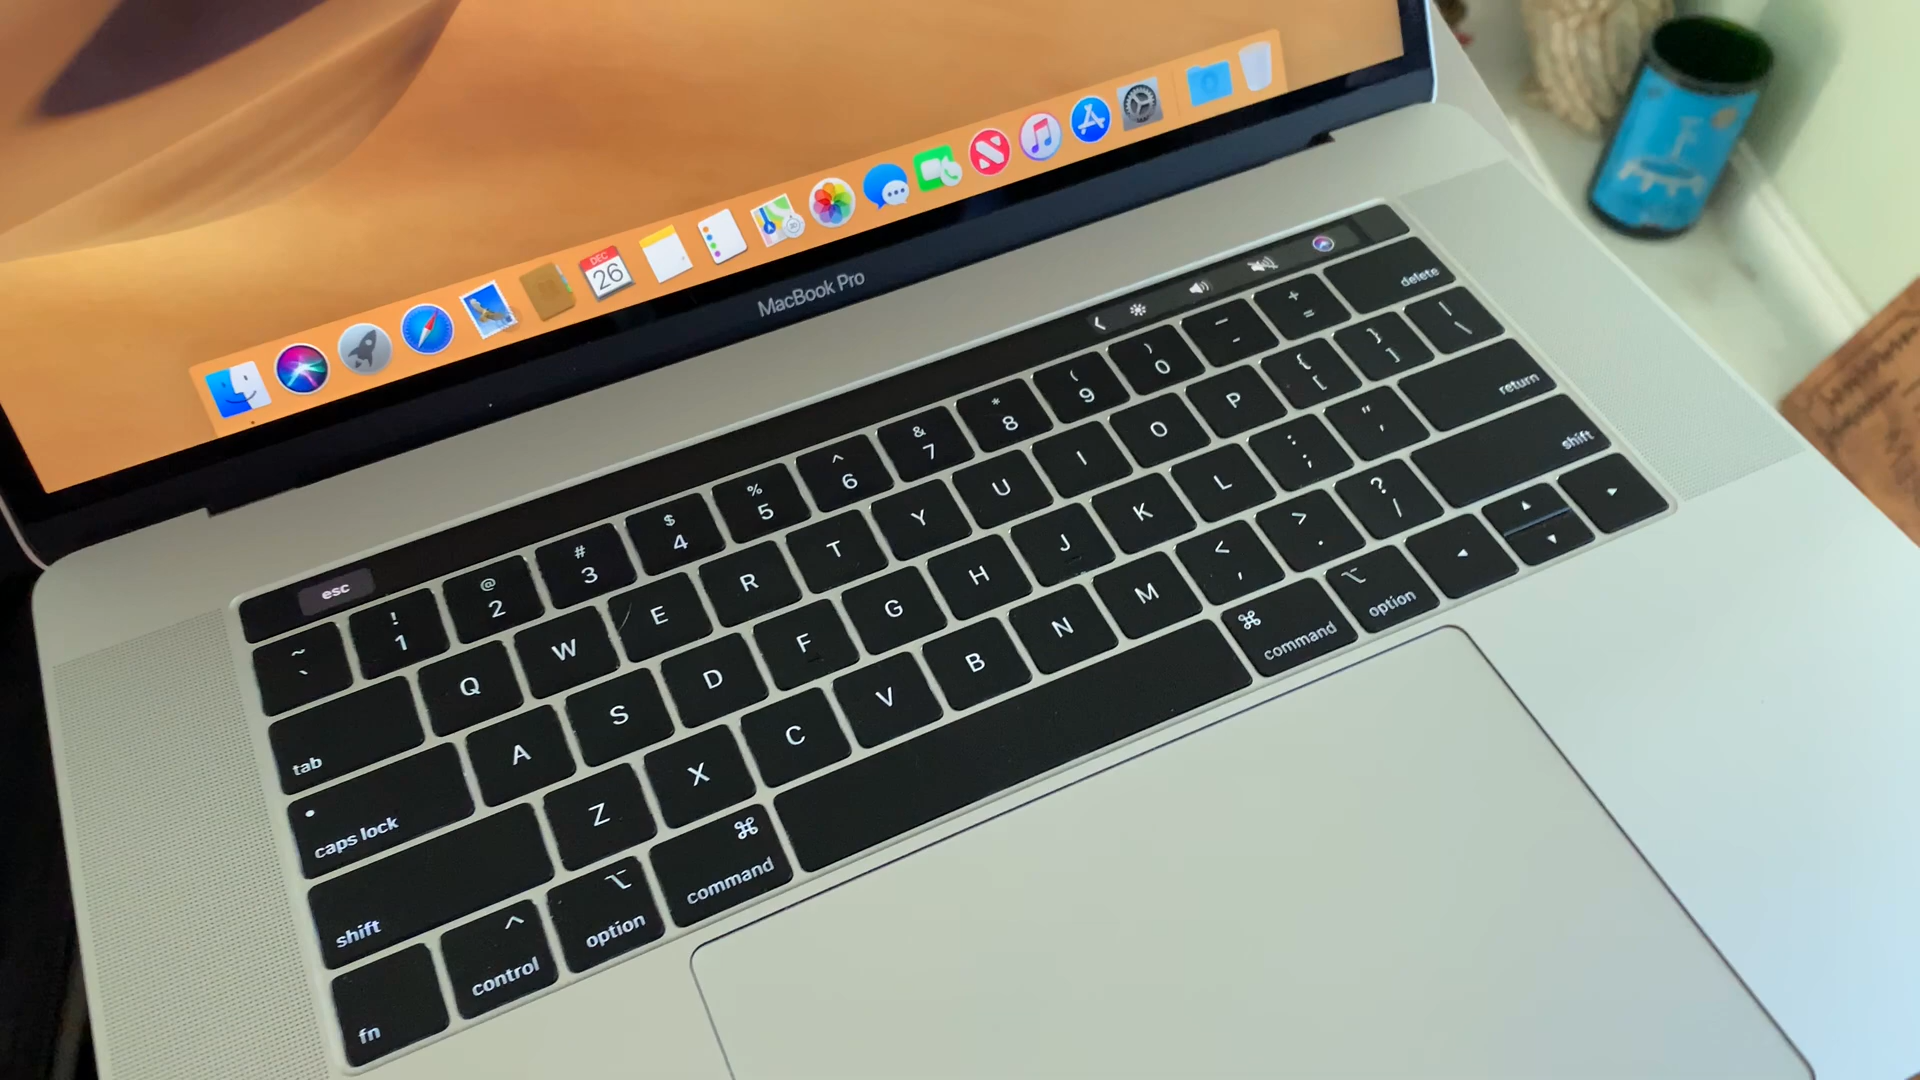 DEC
26
3D
MacBook Pro
esc
~ ! @ # $ % ^ & * ( ) _ +
` 1 2 3 4 5 6 7 8 9 0 - = delete
tab Q W E R T Y U I O P { [ } ] | \
caps lock A S D F G H J K L : ; " ' return
shift Z X C V B N M < , > . ? / shift
fn ^ control ⌥ option ⌘ command ⌘ command ⌥ option ◀ ▲ ▼ ▶